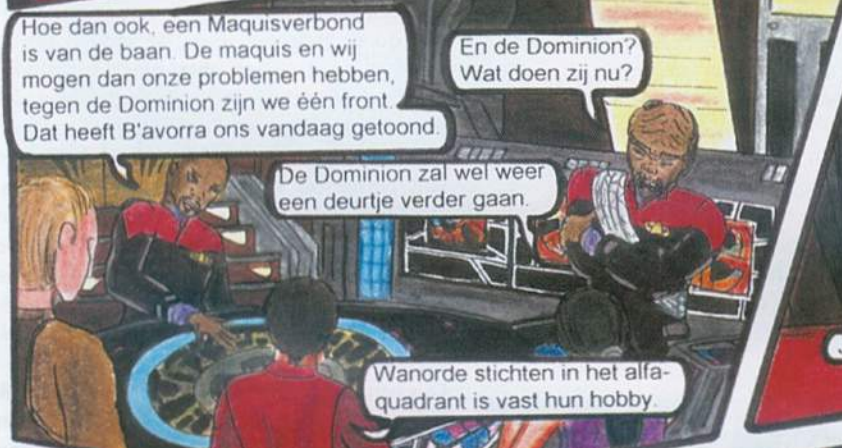 Hoe dan ook, een Maquisverbond
is van de baan. De maquis en wij
mogen dan onze problemen hebben,
tegen de Dominion zijn we één front.
Dat heeft B'avorra ons vandaag getoond.
En de Dominion?
Wat doen zij nu?
De Dominion zal wel weer
een deurtje verder gaan.
Wanorde stichten in het alfa-
quadrant is vast hun hobby.